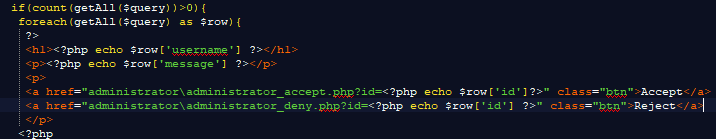 if(count(getAll($query))>0){
foreach(getAll($query) as $row){
?>
<h1><?php echo $row['username'] ?></h1>
<p><?php echo $row['message'] ?></p>
<p>
<a href="administrator\administrator_accept.php?id=<?php echo $row['id']?>" class="btn">Accept</a>
<a href="administrator\administrator_deny.php?id=<?php echo $row['id'] ?>" class="btn">Reject</a>
</p>
<?php